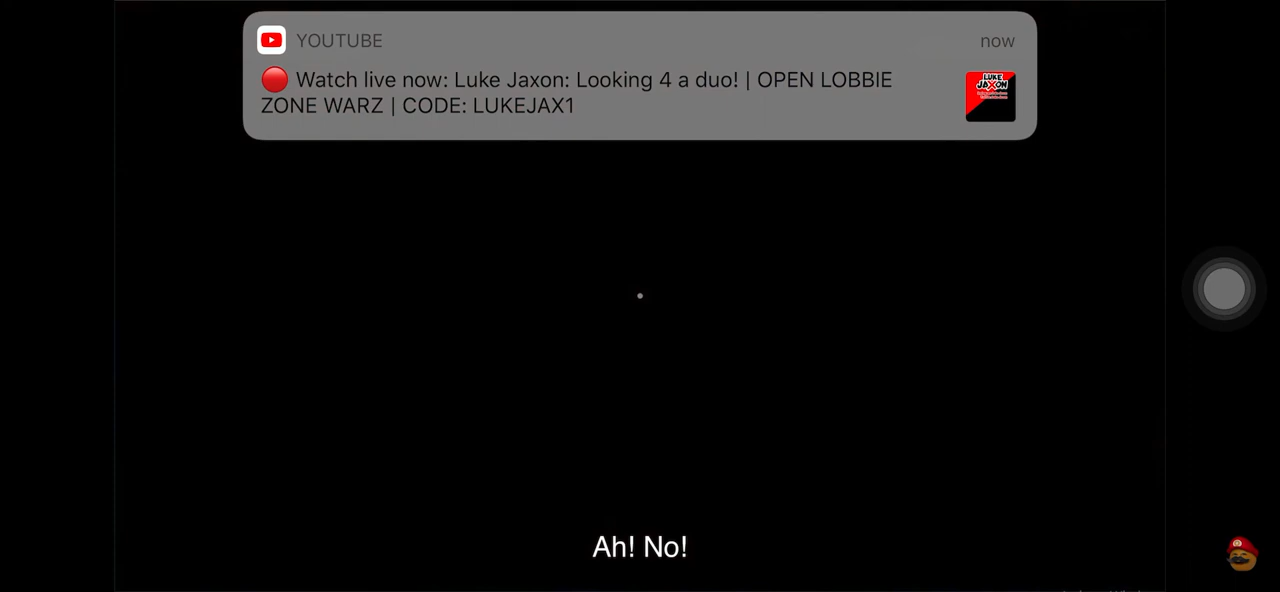 YOUTUBE
now
🔴 Watch live now: Luke Jaxon: Looking 4 a duo! | OPEN LOBBIE
ZONE WARZ | CODE: LUKEJAX1
LUKE
JAXON
Ah! No!